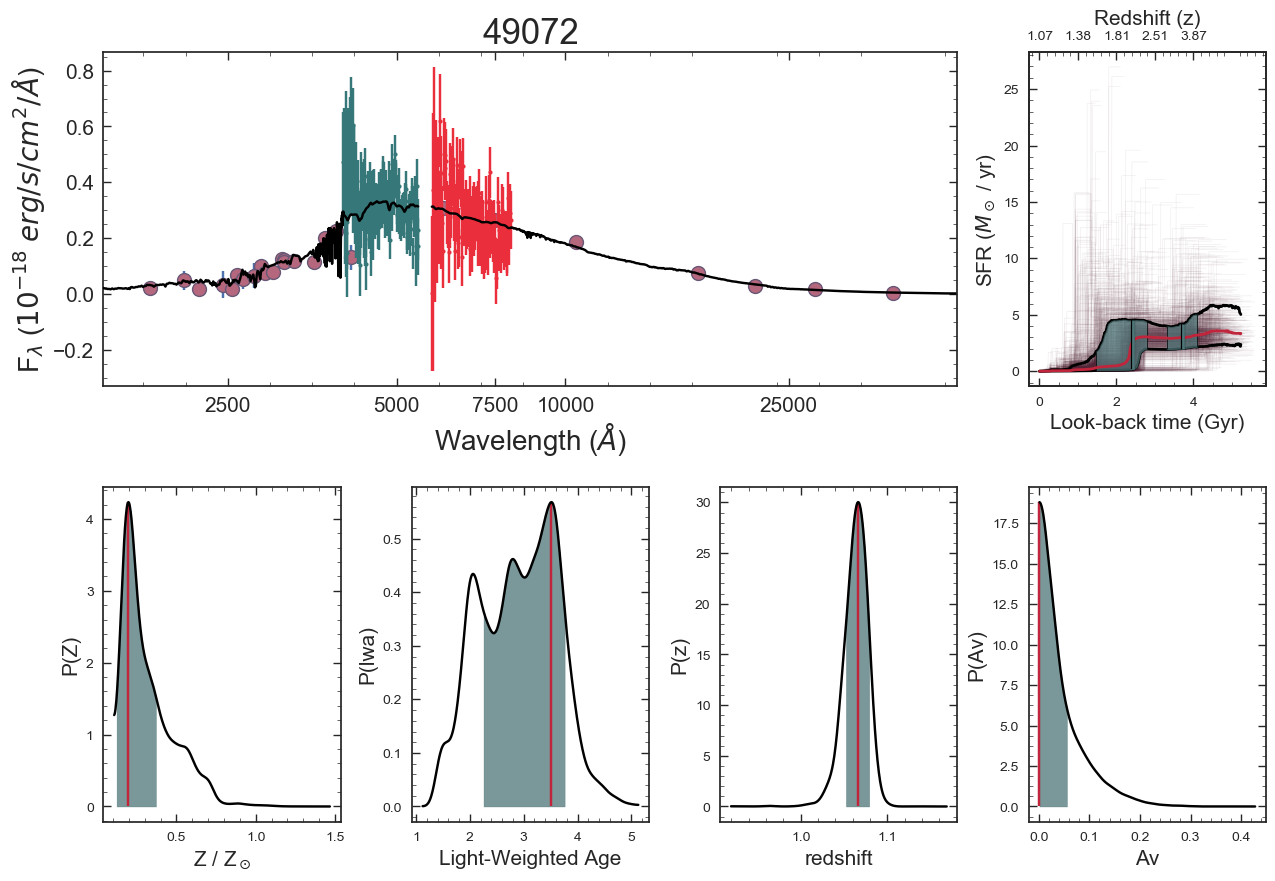 49072
F_λ (10^{-18} erg/s/cm^2/Å)
0.8
0.6
0.4
0.2
0.0
−0.2
2500 5000 7500 10000 25000
Wavelength (Å)
Redshift (z)
1.07 1.38 1.81 2.51 3.87
SFR (M_⊙ / yr)
25
20
15
10
5
0
0 2 4
Look-back time (Gyr)
P(Z)
4
3
2
1
0
0.5 1.0 1.5
Z / Z_⊙
P(lwa)
0.5
0.4
0.3
0.2
0.1
0.0
1 2 3 4 5
Light-Weighted Age
P(z)
30
25
20
15
10
5
0
1.0 1.1
redshift
P(Av)
17.5
15.0
12.5
10.0
7.5
5.0
2.5
0.0
0.0 0.1 0.2 0.3 0.4
Av